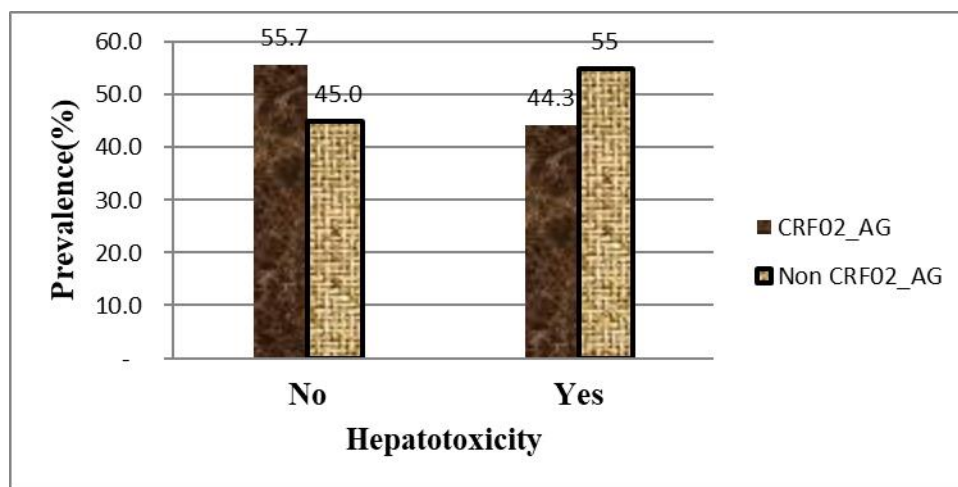 60.0
50.0
40.0
30.0
20.0
10.0
-
Prevalence(%)
55.7
45.0
44.3
55
No
Yes
Hepatotoxicity
CRF02_AG
Non CRF02_AG